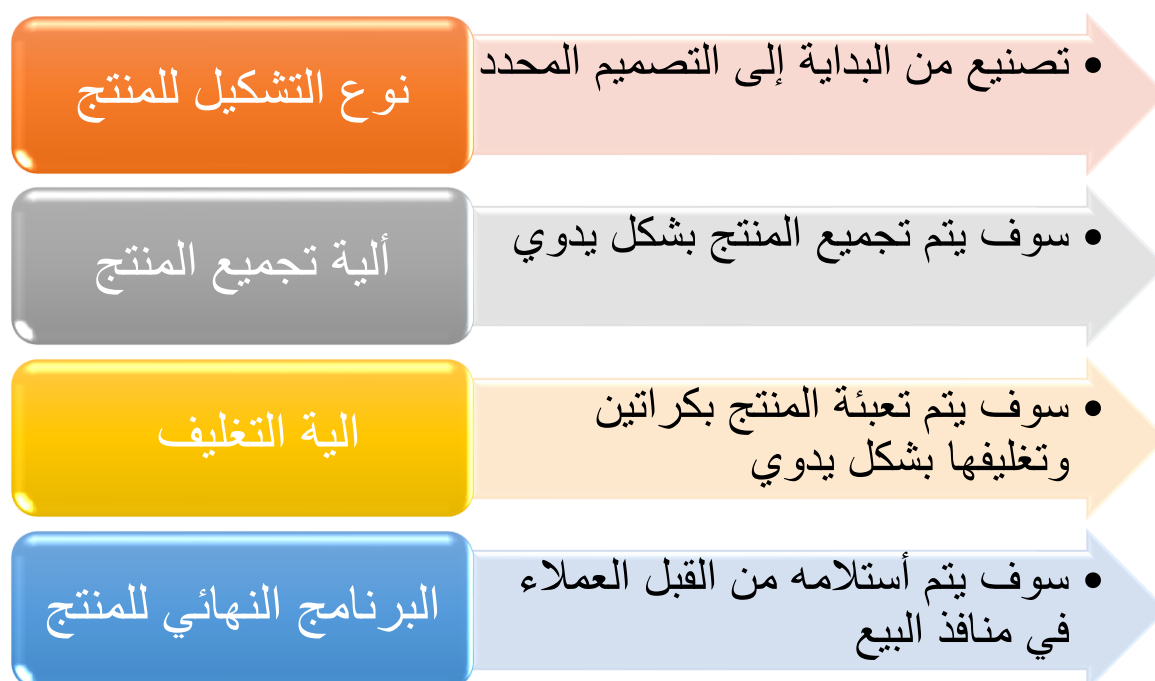 نوع التشكيل للمنتج
• تصنيع من البداية إلى التصميم المحدد
ألية تجميع المنتج
• سوف يتم تجميع المنتج بشكل يدوي
الية التغليف
• سوف يتم تعبئة المنتج بكراتين
وتغليفها بشكل يدوي
البرنامج النهائي للمنتج
• سوف يتم أستلامه من القبل العملاء
في منافذ البيع